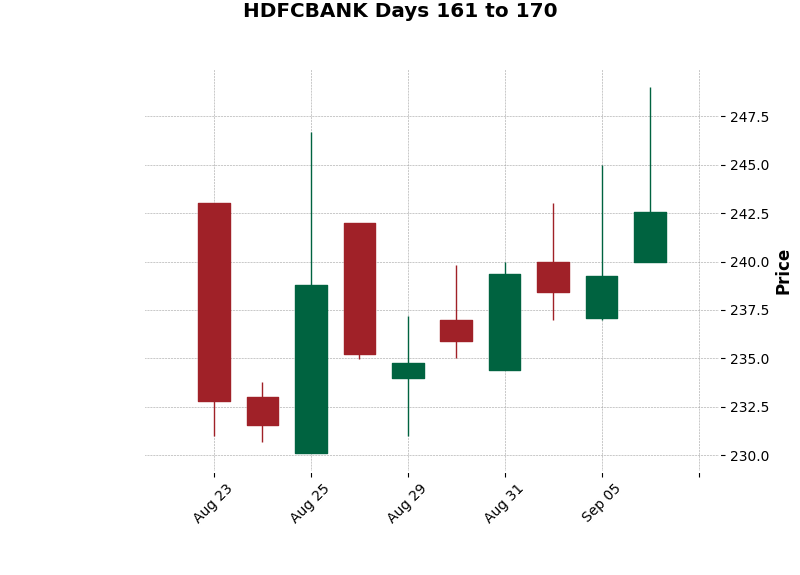 HDFCBANK Days 161 to 170
247.5
245.0
242.5
240.0
237.5
235.0
232.5
230.0
Price
Aug 23
Aug 25
Aug 29
Aug 31
Sep 05